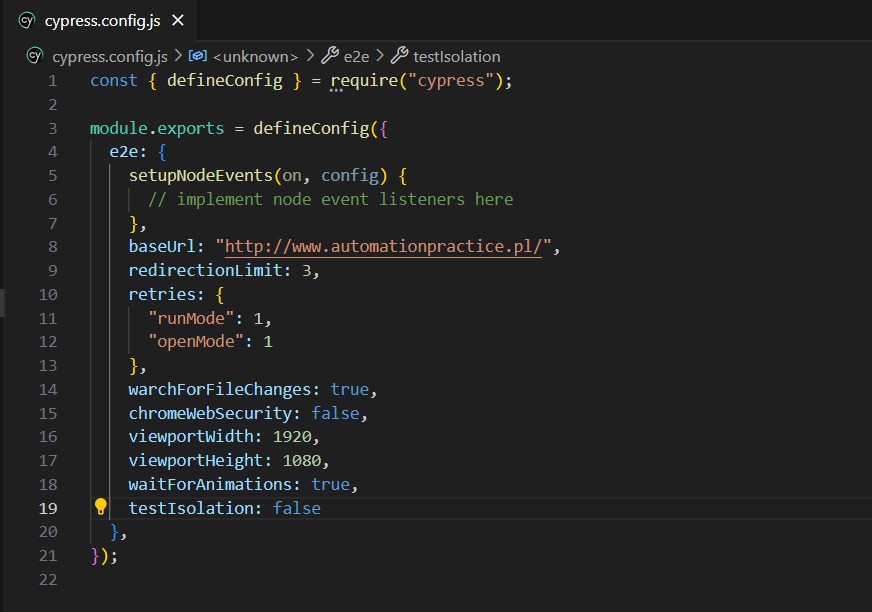 cypress.config.js
cypress.config.js > <unknown> > e2e > testIsolation
1 const { defineConfig } = require("cypress");
2
3 module.exports = defineConfig({
4 e2e: {
5 setupNodeEvents(on, config) {
6 // implement node event listeners here
7 },
8 baseUrl: "http://www.automationpractice.pl/",
9 redirectionLimit: 3,
10 retries: {
11 "runMode": 1,
12 "openMode": 1
13 },
14 warchForFileChanges: true,
15 chromeWebSecurity: false,
16 viewportWidth: 1920,
17 viewportHeight: 1080,
18 waitForAnimations: true,
19 testIsolation: false
20 },
21 });
22